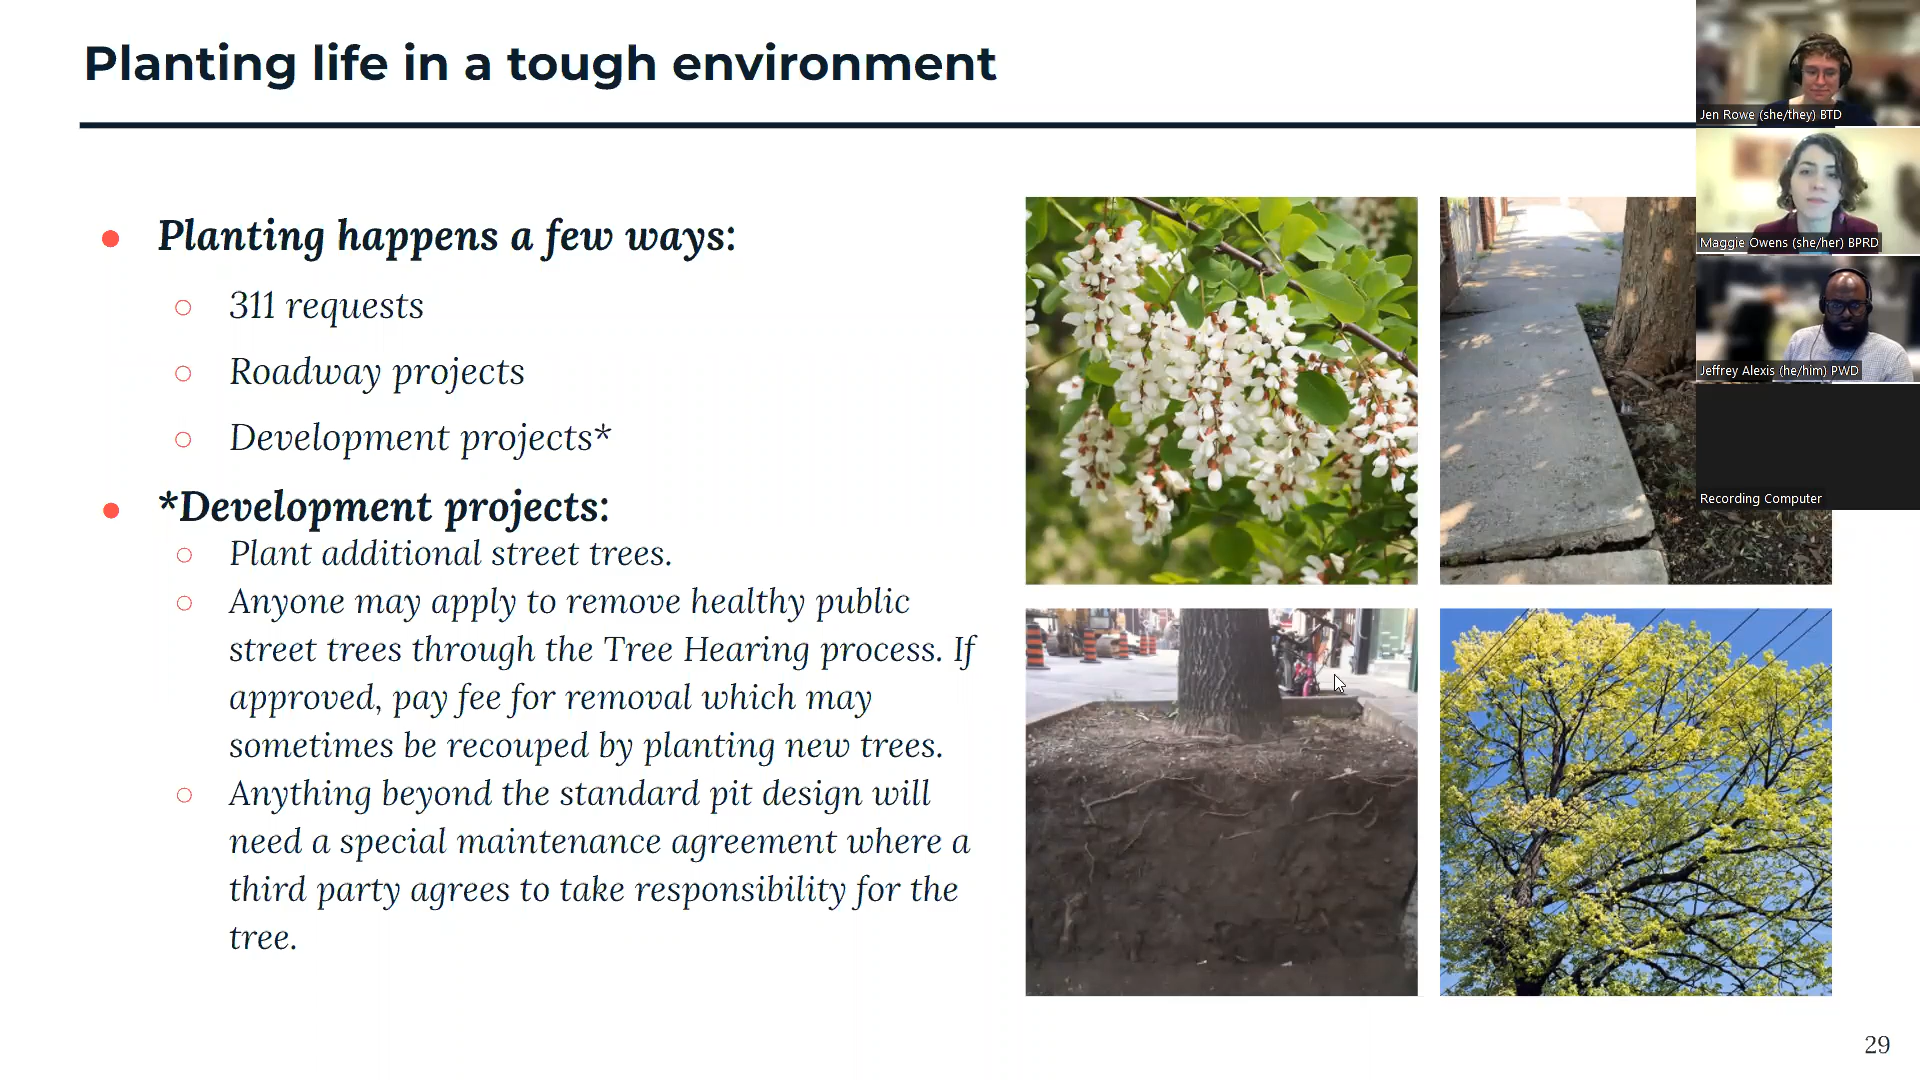 Planting life in a tough environment
Planting happens a few ways:
311 requests
Roadway projects
Development projects*
*Development projects:
Plant additional street trees.
Anyone may apply to remove healthy public
street trees through the Tree Hearing process. If
approved, pay fee for removal which may
sometimes be recouped by planting new trees.
Anything beyond the standard pit design will
need a special maintenance agreement where a
third party agrees to take responsibility for the
tree.
Jen Rowe (she/they) BTD
Maggie Owens (she/her) BPRD
Jeffrey Alexis (he/him) PWD
Recording Computer
29